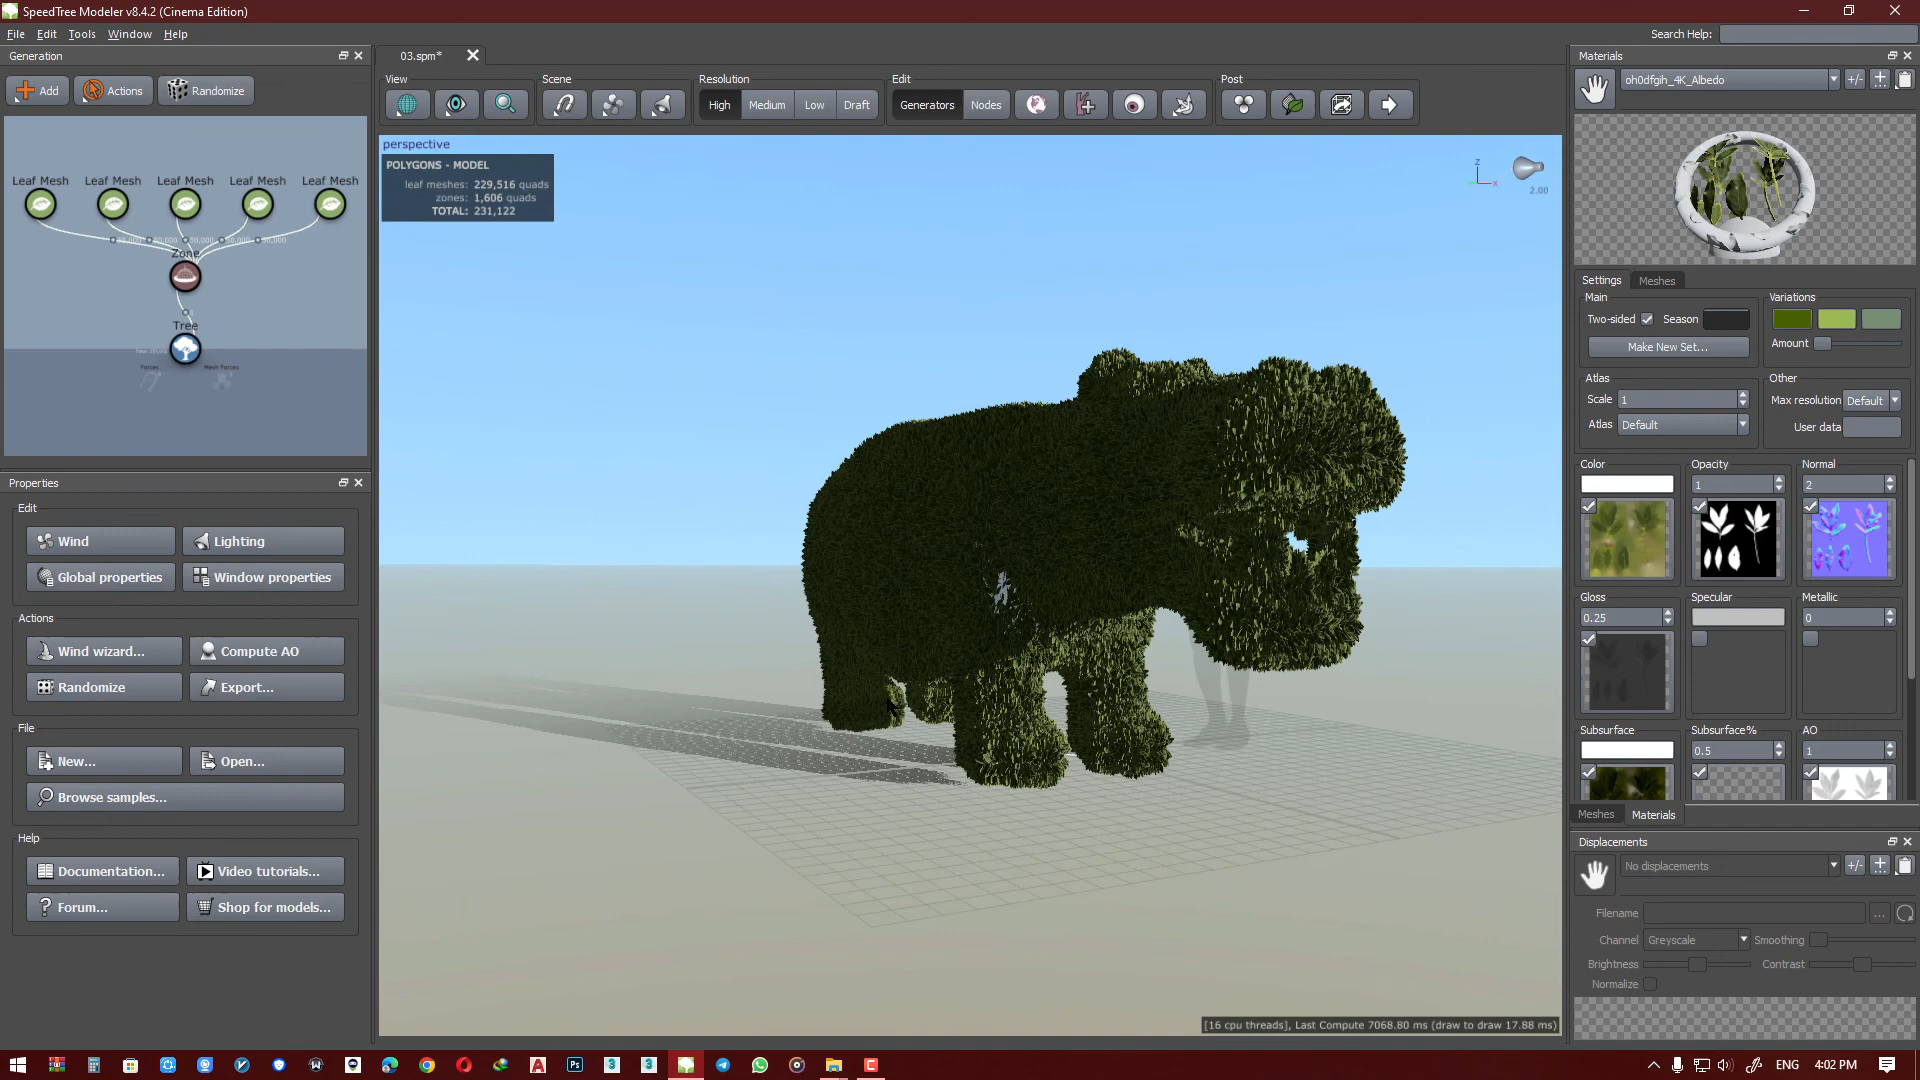 SpeedTree Modeler v8.4.2 (Cinema Edition)
File Edit Tools Window Help
Search Help:
Generation
Add Actions Randomize
Leaf Mesh Leaf Mesh Leaf Mesh Leaf Mesh Leaf Mesh
Zone
Tree
Forces Mesh Forces
Properties
Edit
Wind Lighting
Global properties Window properties
Actions
Wind wizard... Compute AO
Randomize Export...
File
New... Open...
Browse samples...
Help
Documentation... Video tutorials...
Forum... Shop for models...
03.spm*
View Scene Resolution Edit Post
High Medium Low Draft Generators Nodes
perspective
POLYGONS - MODEL
leaf meshes: 229,516 quads
zones: 1,606 quads
TOTAL: 231,122
z
x
2.00
[16 cpu threads], Last Compute 7068.80 ms (draw to draw 17.88 ms)
Materials
oh0dfgih_4K_Albedo
+/-
Settings Meshes
Main Variations
Two-sided Season
Make New Set... Amount
Atlas Other
Scale 1 Max resolution Default
Atlas Default User data
Color Opacity Normal
1 2
Gloss Specular Metallic
0.25 0
Subsurface Subsurface% AO
0.5 1
Meshes Materials
Displacements
No displacements +/-
Filename ...
Channel Greyscale Smoothing
Brightness Contrast
Normalize
ENG 4:02 PM